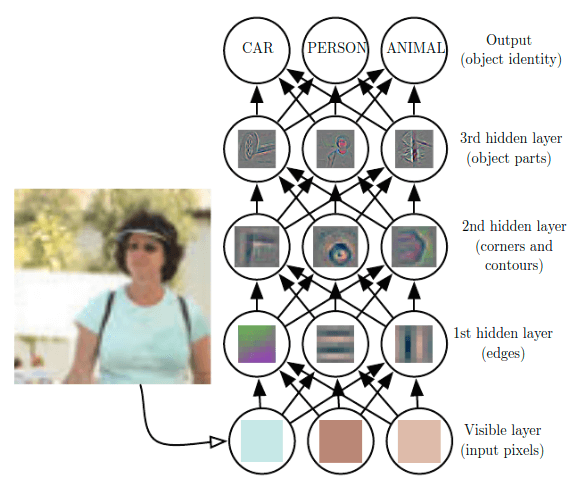 CAR
PERSON
ANIMAL
Output
(object identity)
3rd hidden layer
(object parts)
2nd hidden layer
(corners and
contours)
1st hidden layer
(edges)
Visible layer
(input pixels)